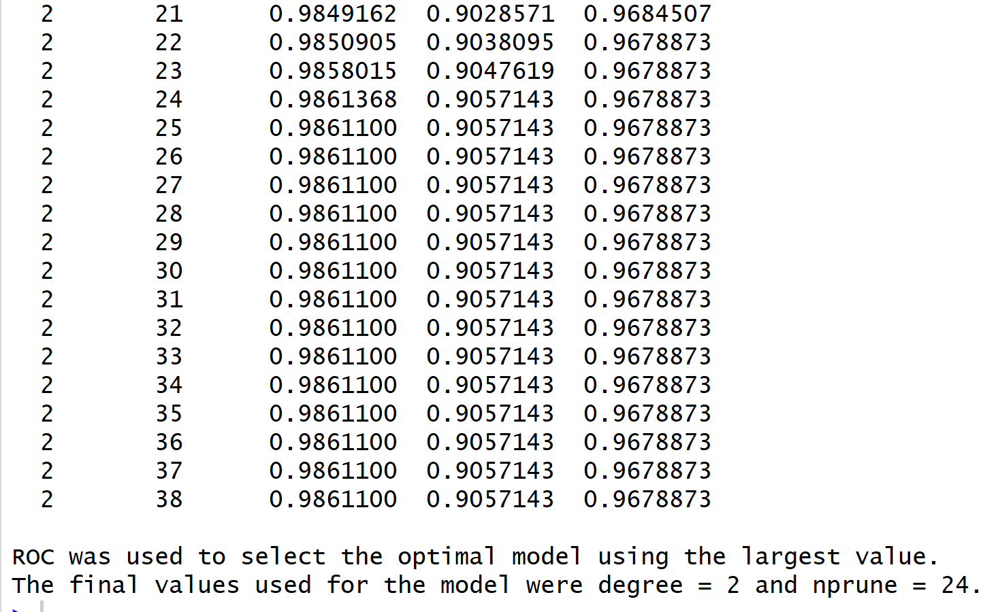 2 21 0.9849162 0.9028571 0.9684507
2 22 0.9850905 0.9038095 0.9678873
2 23 0.9858015 0.9047619 0.9678873
2 24 0.9861368 0.9057143 0.9678873
2 25 0.9861100 0.9057143 0.9678873
2 26 0.9861100 0.9057143 0.9678873
2 27 0.9861100 0.9057143 0.9678873
2 28 0.9861100 0.9057143 0.9678873
2 29 0.9861100 0.9057143 0.9678873
2 30 0.9861100 0.9057143 0.9678873
2 31 0.9861100 0.9057143 0.9678873
2 32 0.9861100 0.9057143 0.9678873
2 33 0.9861100 0.9057143 0.9678873
2 34 0.9861100 0.9057143 0.9678873
2 35 0.9861100 0.9057143 0.9678873
2 36 0.9861100 0.9057143 0.9678873
2 37 0.9861100 0.9057143 0.9678873
2 38 0.9861100 0.9057143 0.9678873
ROC was used to select the optimal model using the largest value.
The final values used for the model were degree = 2 and nprune = 24.